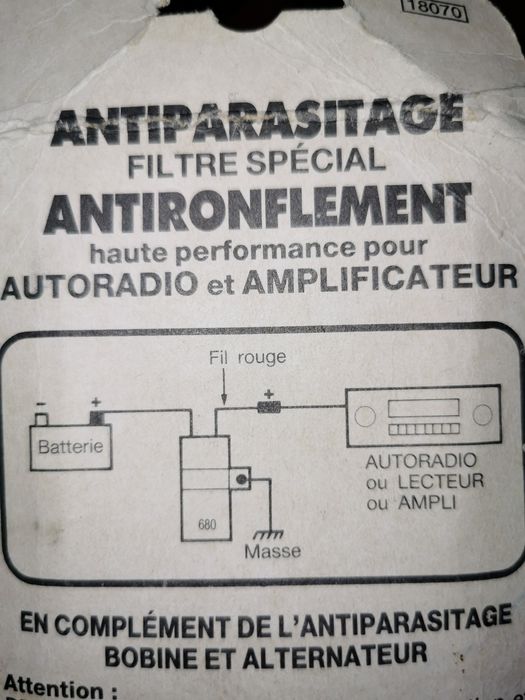 18070
ANTIPARASITAGE
FILTRE SPÉCIAL
ANTIRONFLEMENT
haute performance pour
AUTORADIO et AMPLIFICATEUR
Fil rouge
- +
+
Batterie
AUTORADIO
ou LECTEUR
ou AMPLI
680
Masse
EN COMPLÉMENT DE L'ANTIPARASITAGE
BOBINE ET ALTERNATEUR
Attention :